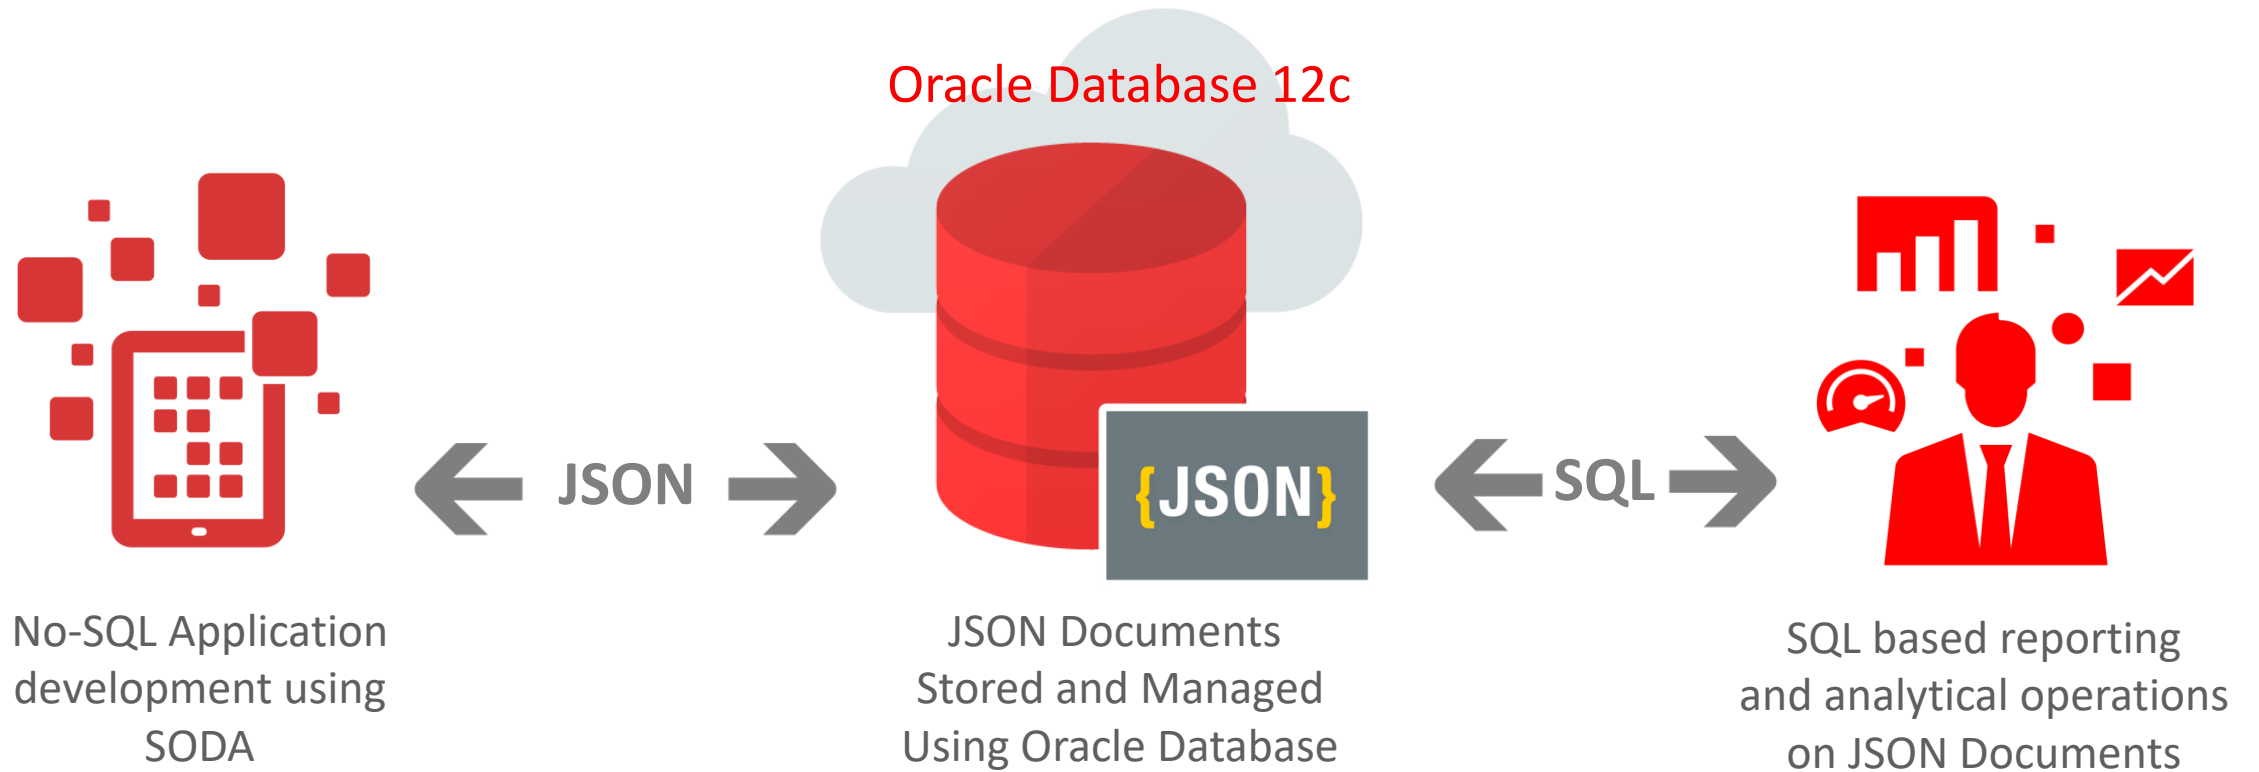 Oracle Database 12c
JSON
{JSON}
SQL
No-SQL Application
development using
SODA
JSON Documents
Stored and Managed
Using Oracle Database
SQL based reporting
and analytical operations
on JSON Documents